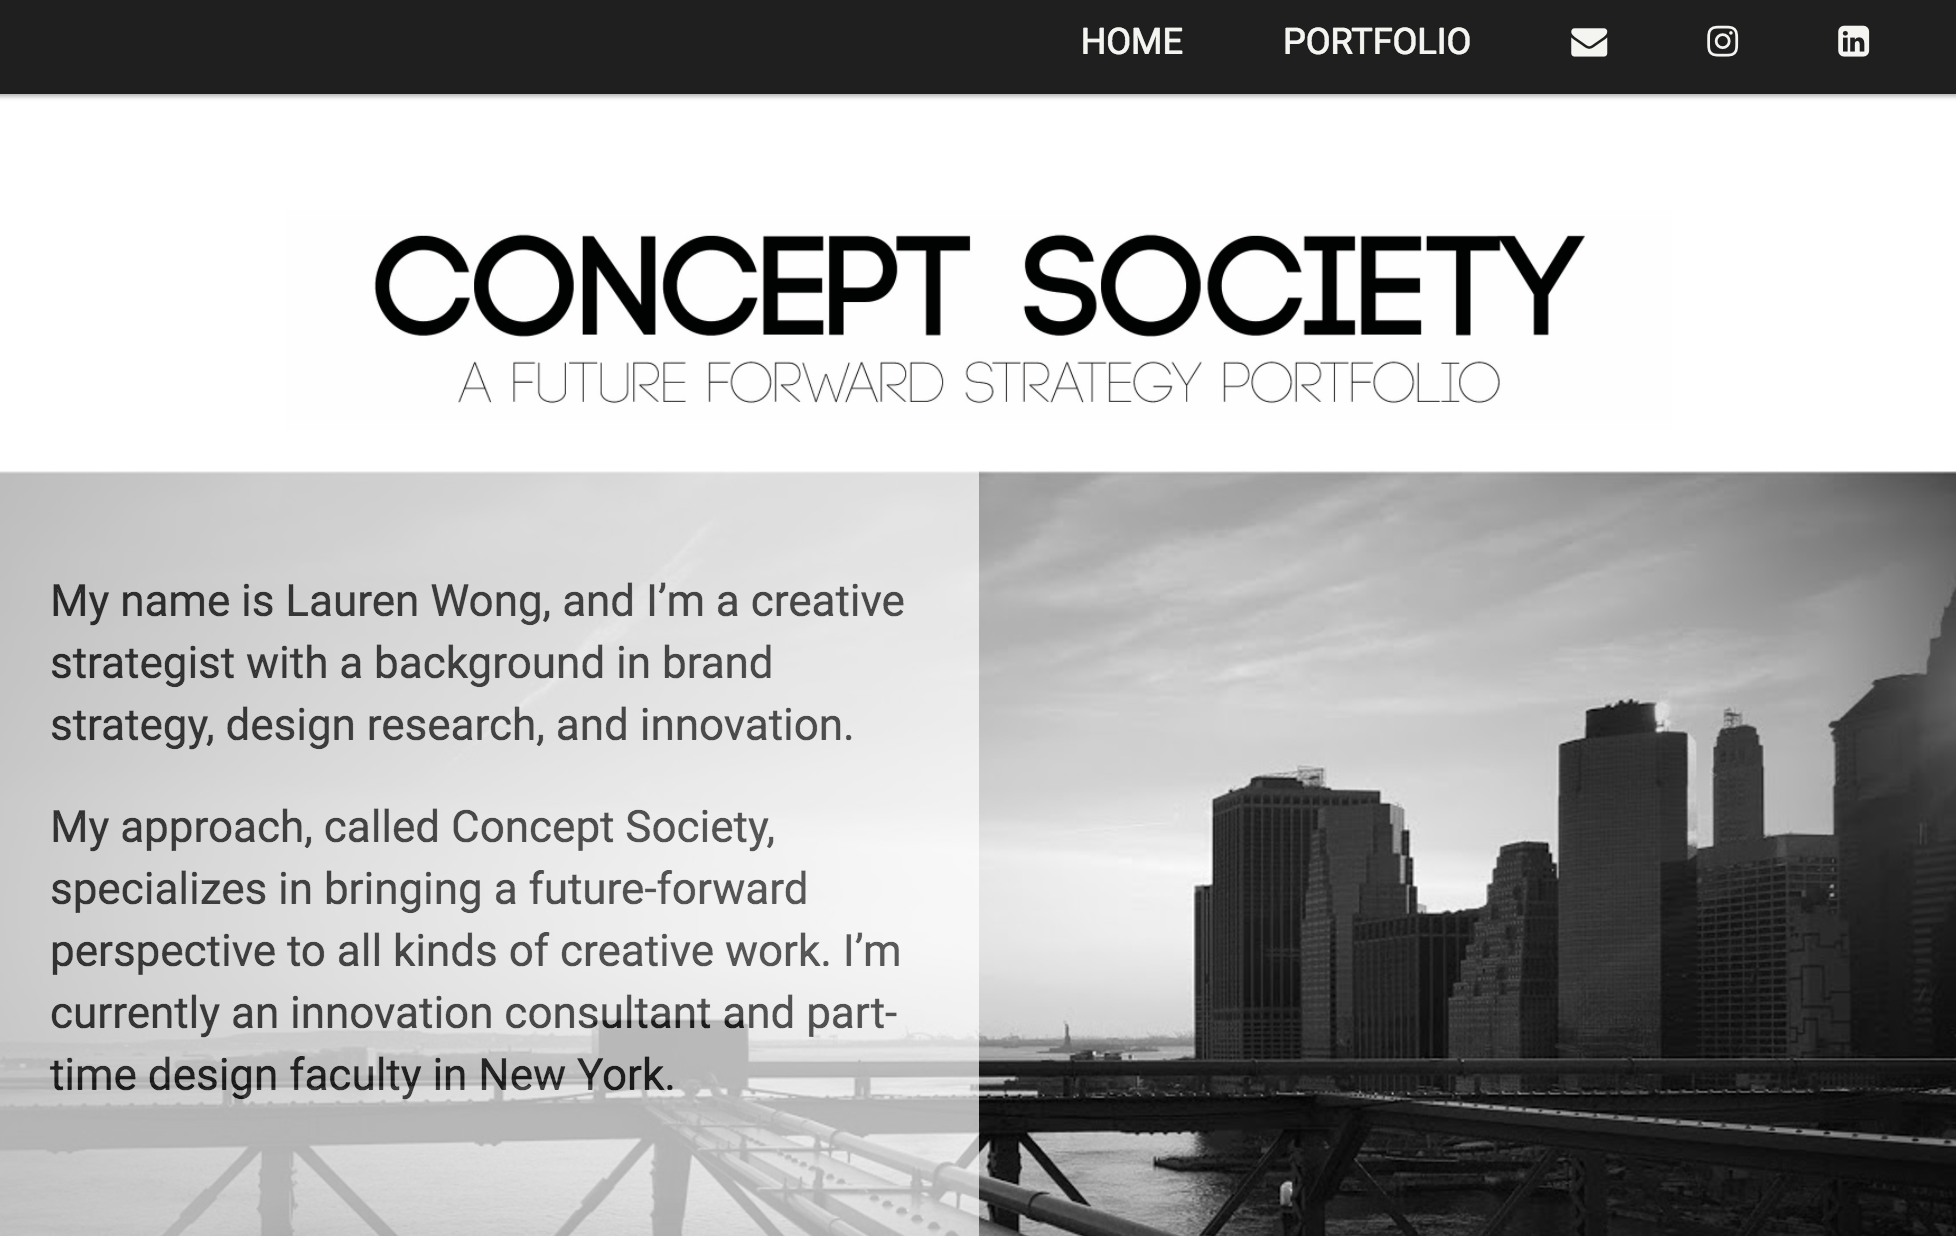 HOME PORTFOLIO in
CONCEPT SOCIETY
A FUTURE FORWARD STRATEGY PORTFOLIO
My name is Lauren Wong, and I’m a creative
strategist with a background in brand
strategy, design research, and innovation.
My approach, called Concept Society,
specializes in bringing a future-forward
perspective to all kinds of creative work. I’m
currently an innovation consultant and part-
time design faculty in New York.